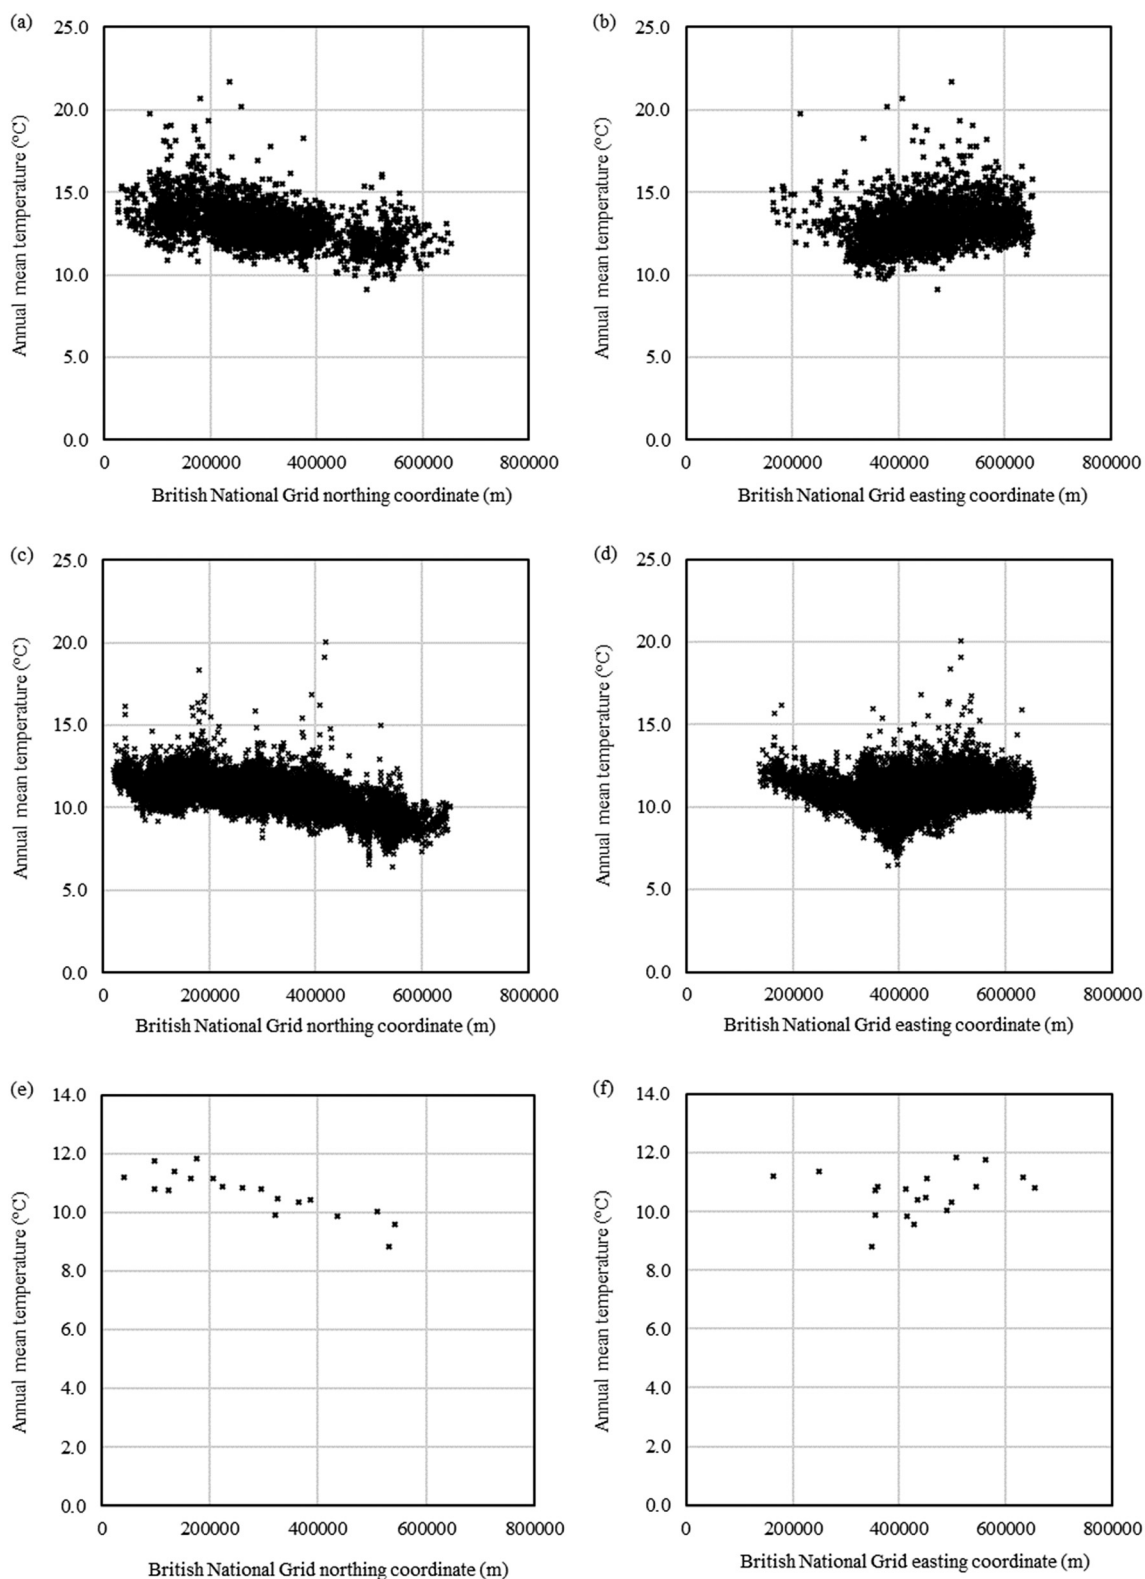 (a)
(b)
25.0
20.0
15.0
10.0
5.0
0.0
Annual mean temperature (°C)
0 200000 400000 600000 800000
British National Grid northing coordinate (m)
25.0
20.0
15.0
10.0
5.0
0.0
Annual mean temperature (°C)
0 200000 400000 600000 800000
British National Grid easting coordinate (m)
(c)
(d)
25.0
20.0
15.0
10.0
5.0
0.0
Annual mean temperature (°C)
0 200000 400000 600000 800000
British National Grid northing coordinate (m)
25.0
20.0
15.0
10.0
5.0
0.0
Annual mean temperature (°C)
0 200000 400000 600000 800000
British National Grid easting coordinate (m)
(e)
(f)
14.0
12.0
10.0
8.0
6.0
4.0
2.0
0.0
Annual mean temperature (°C)
0 200000 400000 600000 800000
British National Grid northing coordinate (m)
14.0
12.0
10.0
8.0
6.0
4.0
2.0
0.0
Annual mean temperature (°C)
0 200000 400000 600000 800000
British National Grid easting coordinate (m)